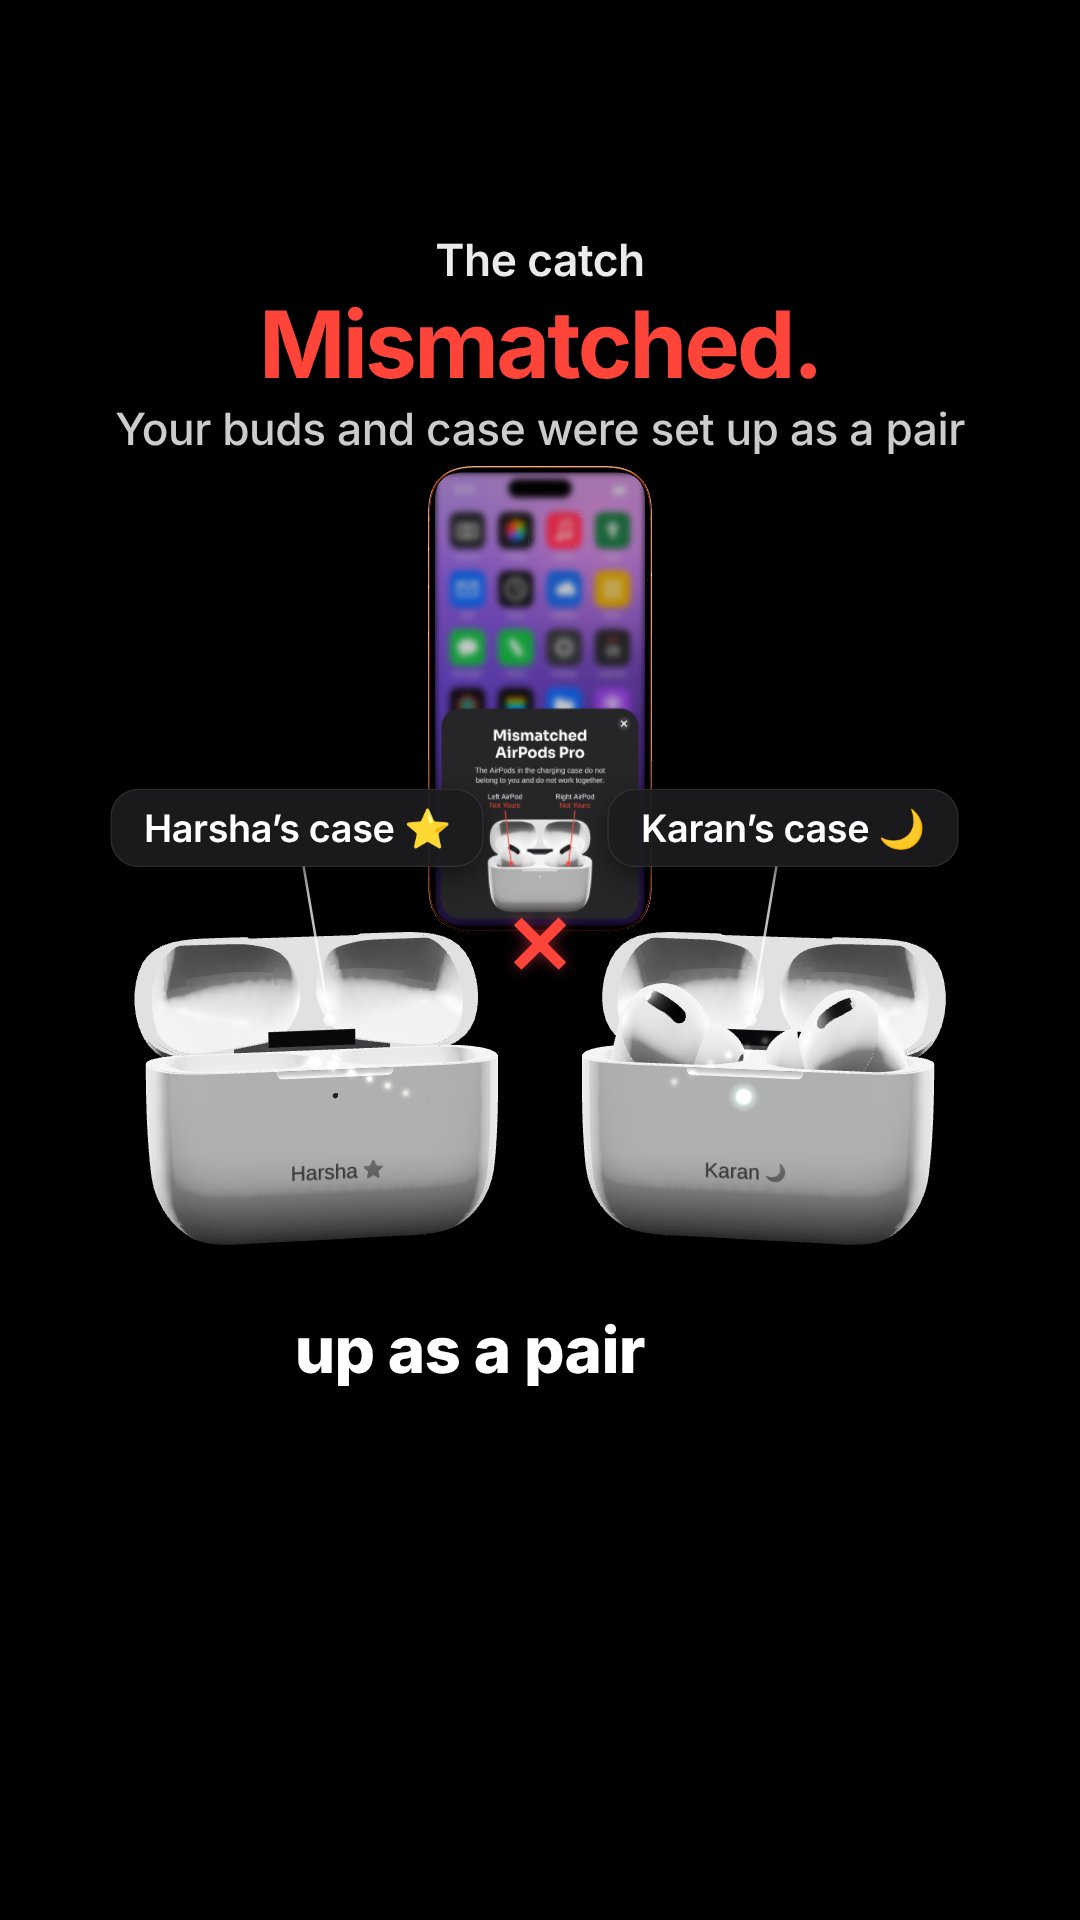 The catch
Mismatched.
Your buds and case were set up as a pair
Mismatched
AirPods Pro
The AirPods in the charging case do not
belong to you and do not work together.
Left AirPod
Not Yours
Right AirPod
Not Yours
Harsha’s case ⭐
Karan’s case 🌙
Harsha ⭐
Karan 🌙
up as a pair